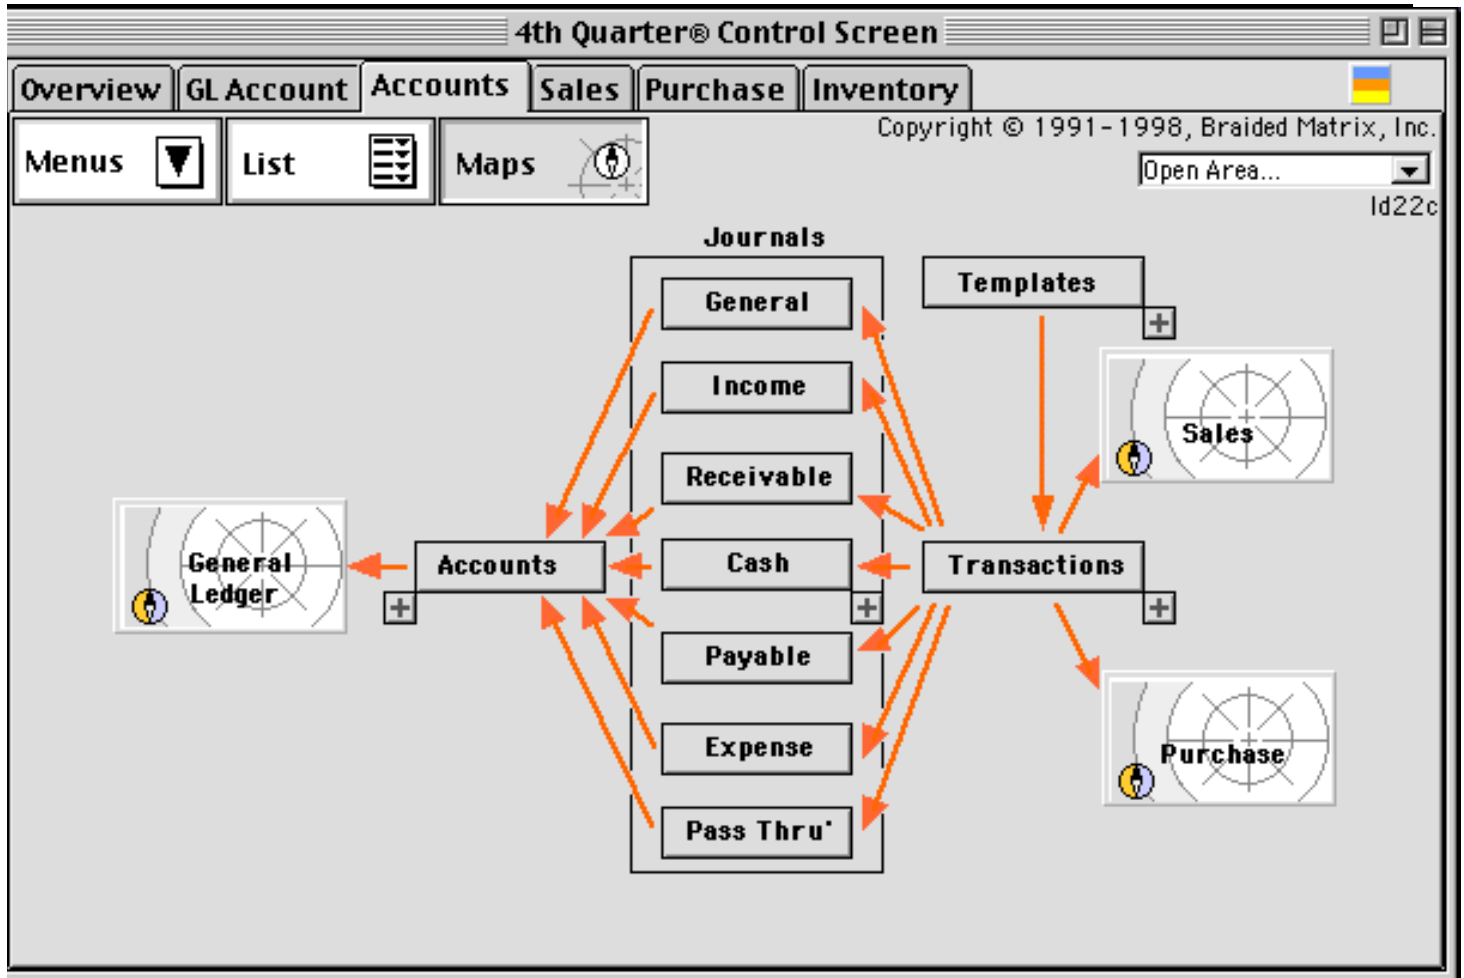 4th Quarter® Control Screen
Overview
GL Account
Accounts
Sales
Purchase
Inventory
Copyright © 1991-1998, Braided Matrix, Inc.
Menus
List
Maps
Open Area...
ld22c
Journals
General
Templates
Income
Sales
Receivable
General
Ledger
Accounts
Cash
Transactions
Payable
Expense
Purchase
Pass Thru'